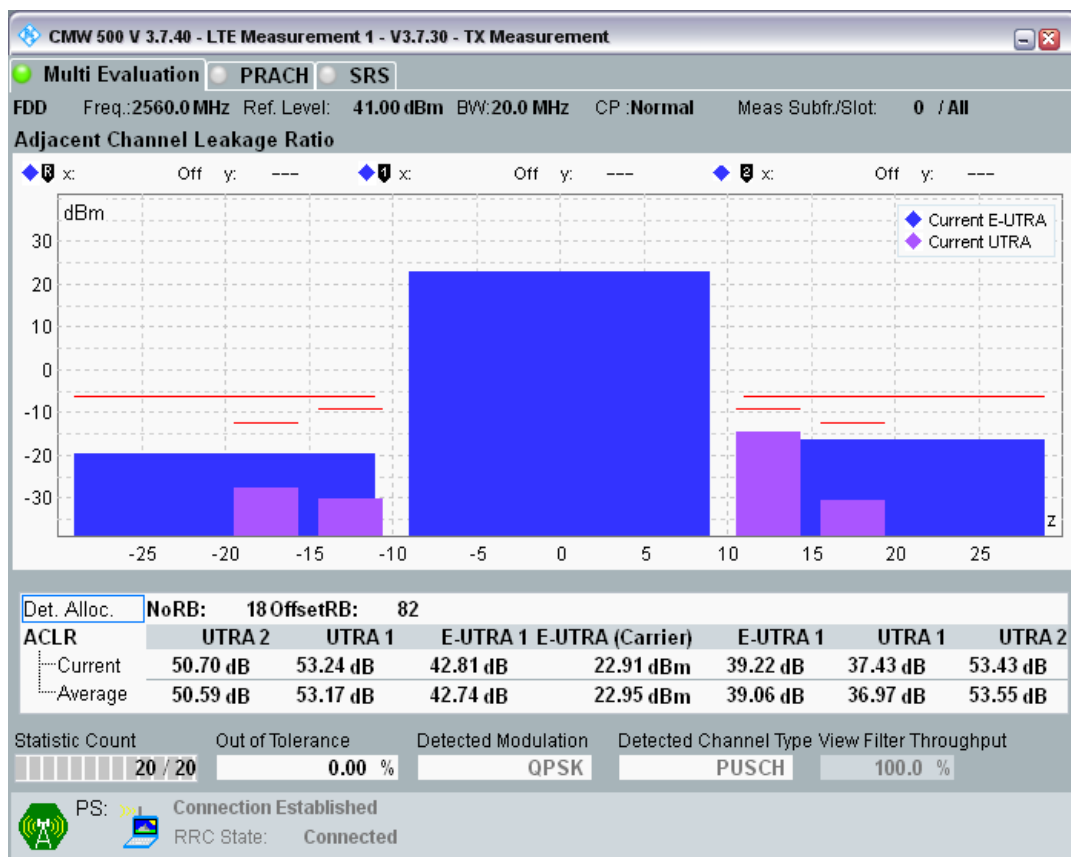 CMW 500 V 3.7.40 - LTE Measurement 1 - V3.7.30 - TX Measurement
Multi Evaluation PRACH SRS
FDD Freq.:2560.0 MHz Ref. Level: 41.00 dBm BW:20.0 MHz CP :Normal Meas Subfr./Slot: 0 / All
Adjacent Channel Leakage Ratio
R x: Off y: --- 1 x: Off y: --- 2 x: Off y: ---
dBm
Current E-UTRA
Current UTRA
30
20
10
0
-10
-20
-30
z
-25 -20 -15 -10 -5 0 5 10 15 20 25
Det. Alloc. NoRB: 18 OffsetRB: 82
ACLR UTRA 2 UTRA 1 E-UTRA 1 E-UTRA (Carrier) E-UTRA 1 UTRA 1 UTRA 2
Current 50.70 dB 53.24 dB 42.81 dB 22.91 dBm 39.22 dB 37.43 dB 53.43 dB
Average 50.59 dB 53.17 dB 42.74 dB 22.95 dBm 39.06 dB 36.97 dB 53.55 dB
Statistic Count Out of Tolerance Detected Modulation Detected Channel Type View Filter Throughput
20 / 20 0.00 % QPSK PUSCH 100.0 %
PS: Connection Established
RRC State: Connected